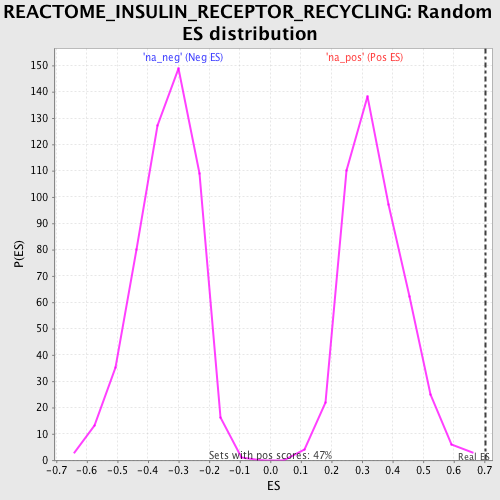 REACTOME_INSULIN_RECEPTOR_RECYCLING: Random
ES distribution
'na_neg' (Neg ES)
'na_pos' (Pos ES)
150
140
130
120
110
100
90
80
70
60
50
40
30
20
10
0
P(ES)
Sets with pos scores: 47%
Real ES
-0.7 -0.6 -0.5 -0.4 -0.3 -0.2 -0.1 0.0 0.1 0.2 0.3 0.4 0.5 0.6 0.7
ES